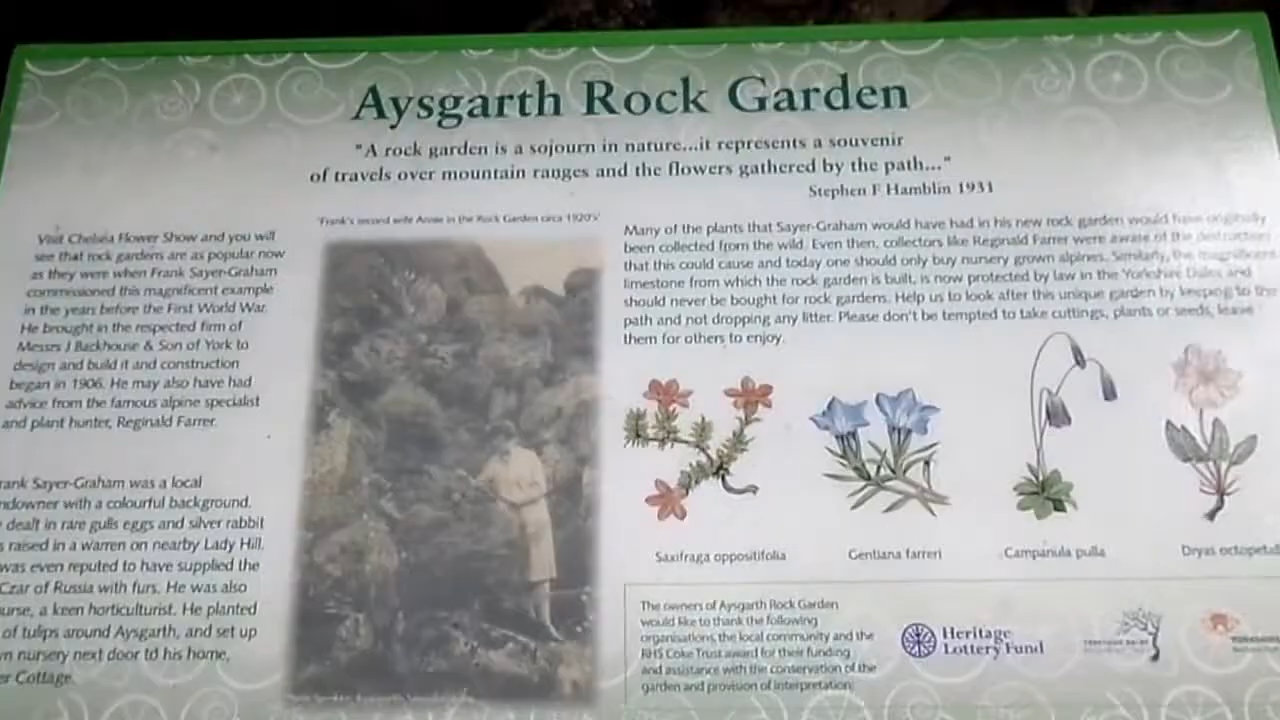 Aysgarth Rock Garden
"A rock garden is a sojourn in nature...it represents a souvenir
of travels over mountain ranges and the flowers gathered by the path..."
Stephen F Hamblin 1931
Visit Chelsea Flower Show and you will
see that rock gardens are as popular now
as they were when Frank Sayer-Graham
commissioned this magnificent example
in the years before the First World War.
He brought in the respected firm of
Messrs J Backhouse & Son of York to
design and build it and construction
began in 1906. He may also have had
advice from the famous alpine specialist
and plant hunter, Reginald Farrer.
rank Sayer-Graham was a local
ndowner with a colourful background.
dealt in rare gulls eggs and silver rabbit
s raised in a warren on nearby Lady Hill.
was even reputed to have supplied the
Czar of Russia with furs. He was also
urse, a keen horticulturist. He planted
of tulips around Aysgarth, and set up
n nursery next door to his home,
er Cottage.
'Frank's second wife Annie in the Rock Garden circa 1920's'
Many of the plants that Sayer-Graham would have had in his new rock garden would have originally
been collected from the wild. Even then, collectors like Reginald Farrer were aware of the destruction
that this could cause and today one should only buy nursery grown alpines. Similarly, the magnificent
limestone from which the rock garden is built, is now protected by law in the Yorkshire Dales and
should never be bought for rock gardens. Help us to look after this unique garden by keeping to the
path and not dropping any litter. Please don't be tempted to take cuttings, plants or seeds, leave
them for others to enjoy.
Saxifraga oppositifolia
Gentiana farreri
Campanula pulla
Dryas octopetal
The owners of Aysgarth Rock Garden
would like to thank the following
organisations, the local community and the
RHS Coke Trust award for their funding
and assistance with the conservation of the
garden and provision of interpretation:
Heritage
Lottery Fund